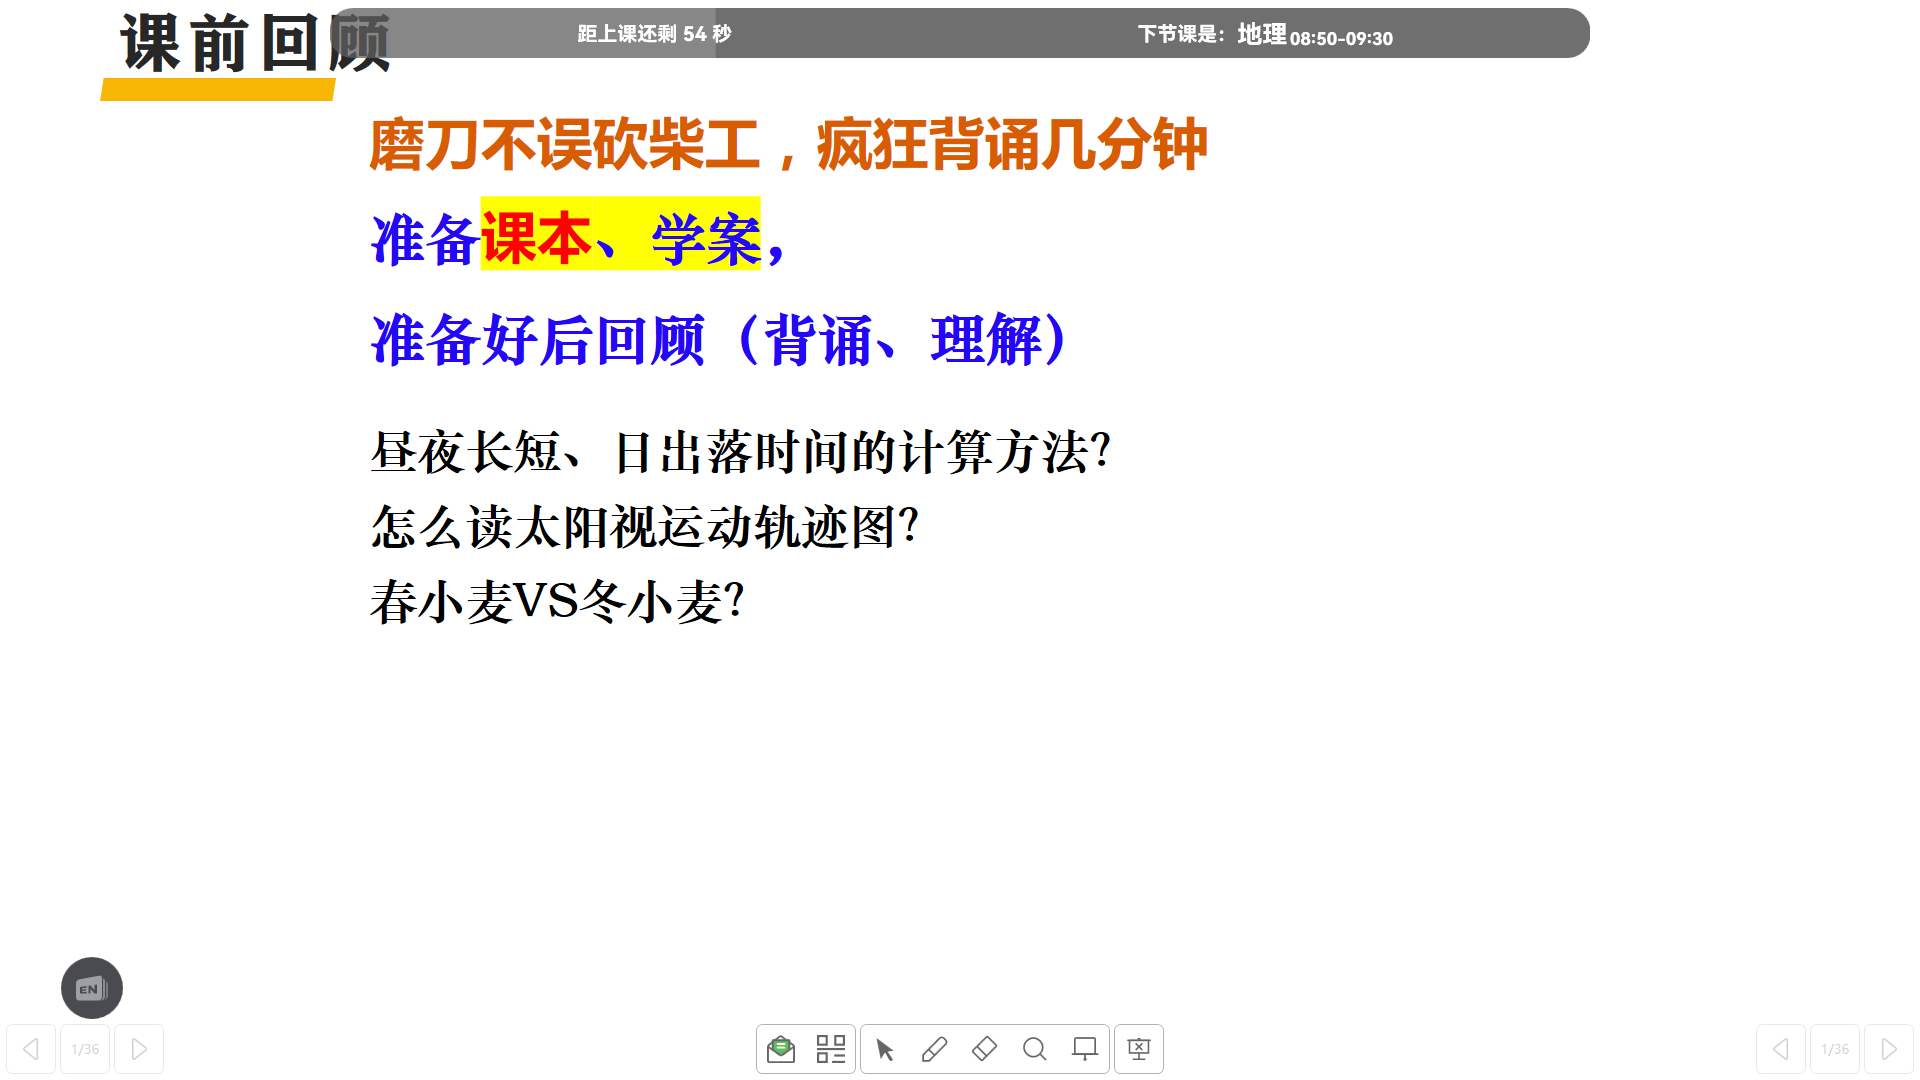 课前回顾
距上课还剩 54 秒
下节课是：地理 08:50-09:30
磨刀不误砍柴工，疯狂背诵几分钟
准备课本、学案，
准备好后回顾（背诵、理解）
昼夜长短、日出落时间的计算方法？
怎么读太阳视运动轨迹图？
春小麦VS冬小麦？
EN
1/36
1/36